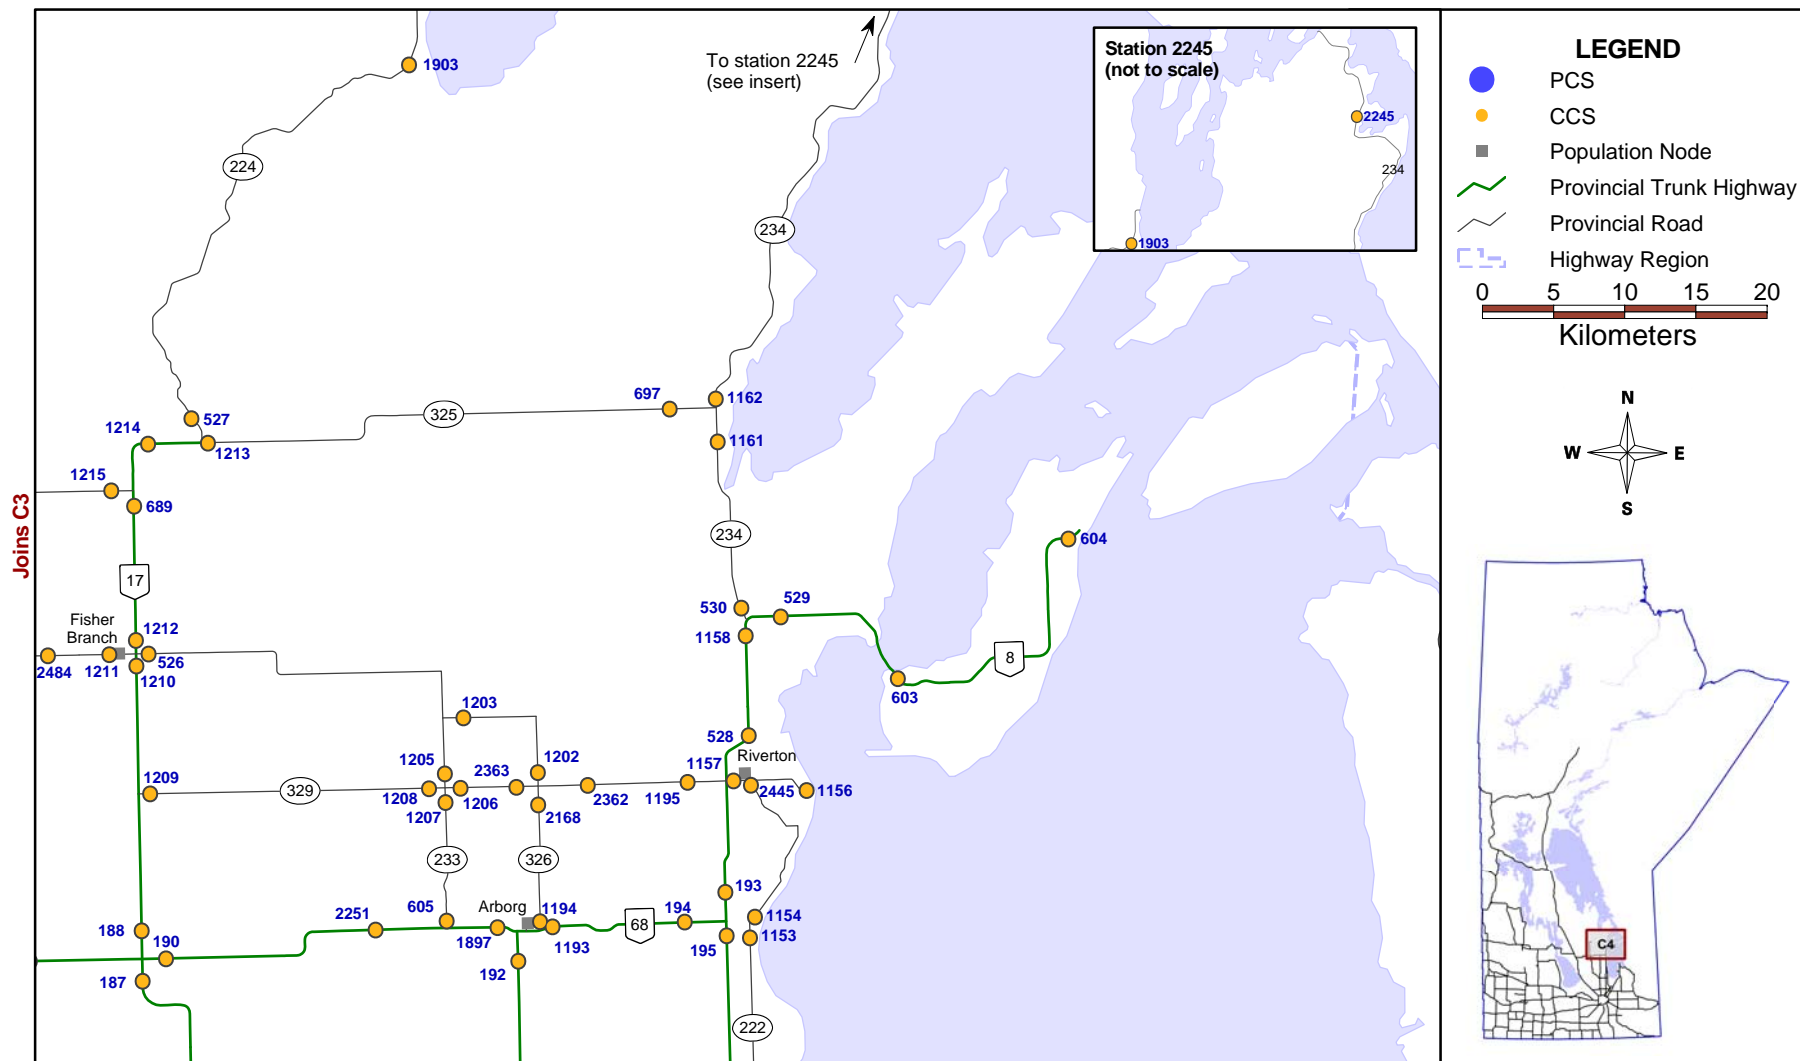 1903
To station 2245
(see insert)
Station 2245
(not to scale)
2245
234
1903
224
234
697
1162
325
527
1214
1213
1161
1215
689
Joins C3
234
17
604
530
529
1158
Fisher
Branch
1212
526
2484
1211
1210
8
603
1203
528
Riverton
1205
2363
1202
1157
1209
329
1208
1206
2362
1195
2445
1156
1207
2168
233
326
193
2251
605
Arborg
1194
194
1154
68
188
190
1897
1193
195
1153
192
187
222
LEGEND
PCS
CCS
Population Node
Provincial Trunk Highway
Provincial Road
Highway Region
0 5 10 15 20
Kilometers
N
W E
S
C4